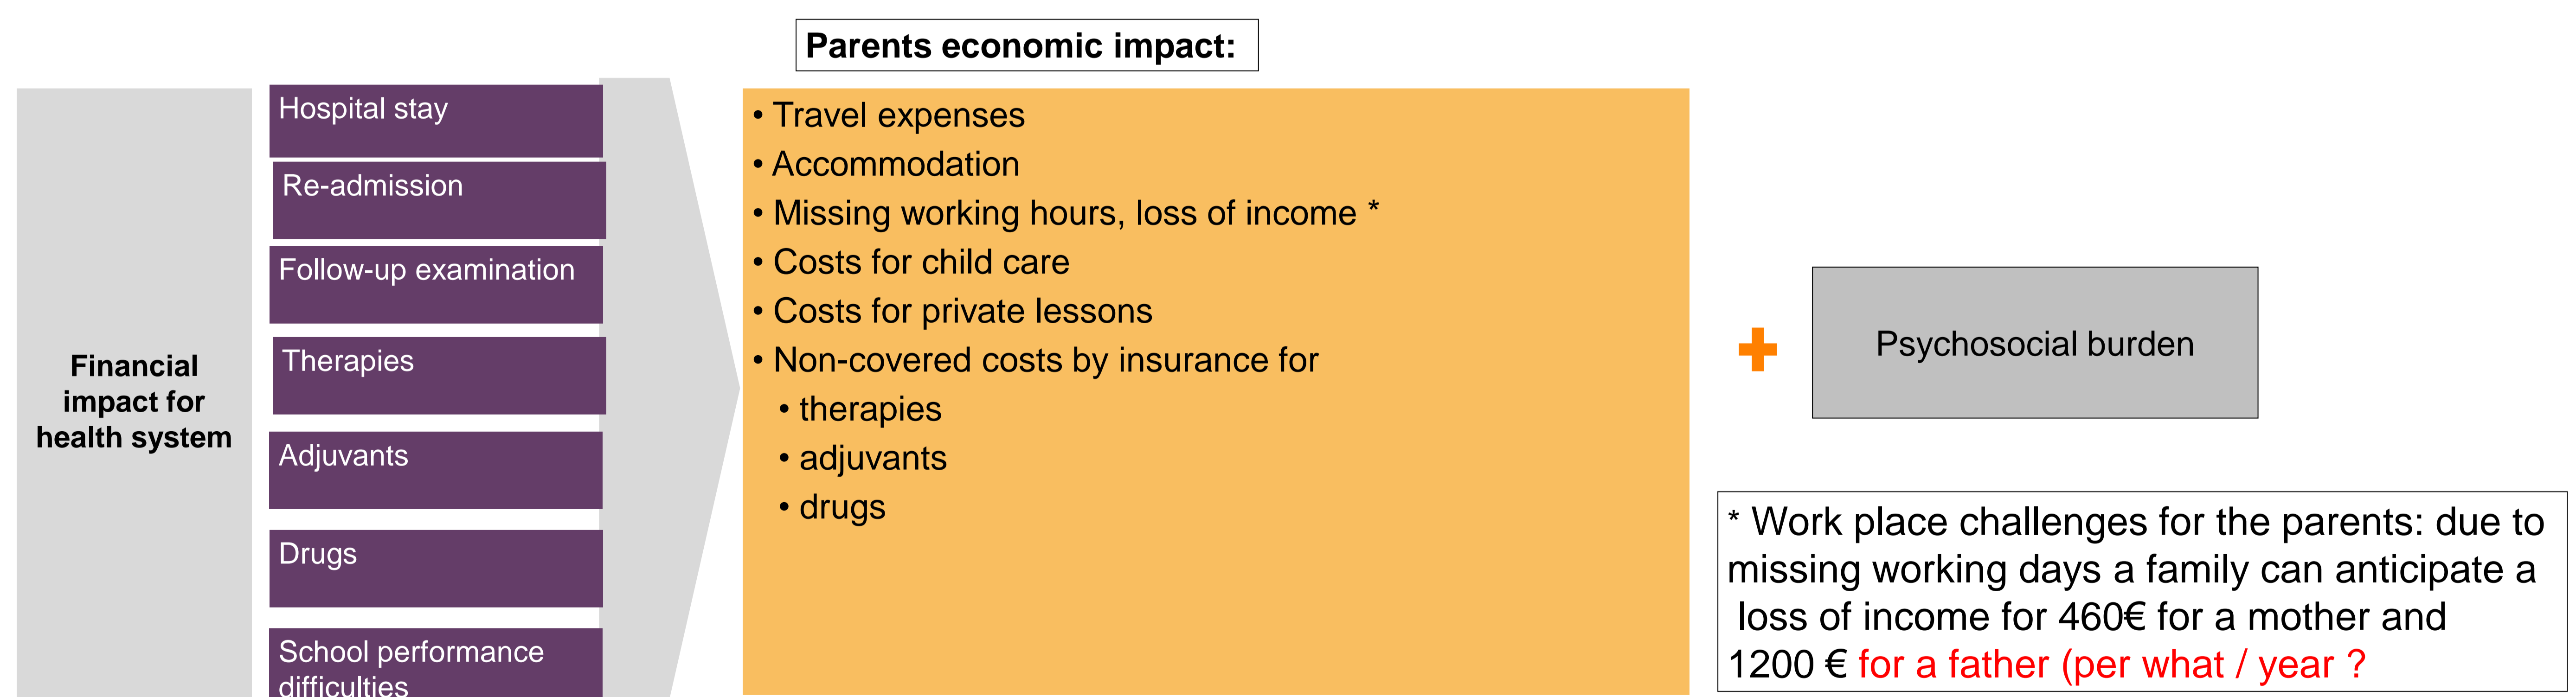 Parents economic impact:
Financial
impact for
health system
Hospital stay
Re-admission
Follow-up examination
Therapies
Adjuvants
Drugs
School performance
difficulties
• Travel expenses
• Accommodation
• Missing working hours, loss of income *
• Costs for child care
• Costs for private lessons
• Non-covered costs by insurance for
• therapies
• adjuvants
• drugs
Psychosocial burden
* Work place challenges for the parents: due to
missing working days a family can anticipate a
loss of income for 460€ for a mother and
1200 € for a father (per what / year ?